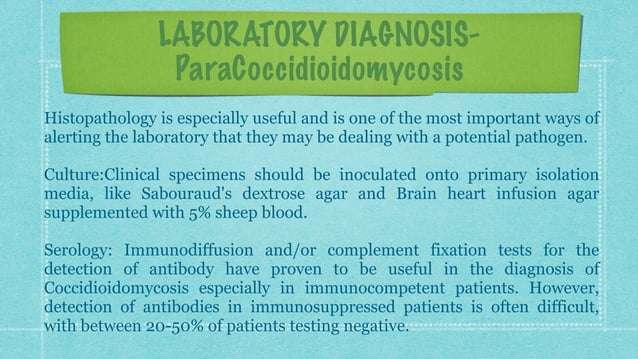 LABORATORY DIAGNOSIS-
ParaCoccidioidomycosis
Histopathology is especially useful and is one of the most important ways of
alerting the laboratory that they may be dealing with a potential pathogen.
Culture:Clinical specimens should be inoculated onto primary isolation
media, like Sabouraud's dextrose agar and Brain heart infusion agar
supplemented with 5% sheep blood.
Serology: Immunodiffusion and/or complement fixation tests for the
detection of antibody have proven to be useful in the diagnosis of
Coccidioidomycosis especially in immunocompetent patients. However,
detection of antibodies in immunosuppressed patients is often difficult,
with between 20-50% of patients testing negative.